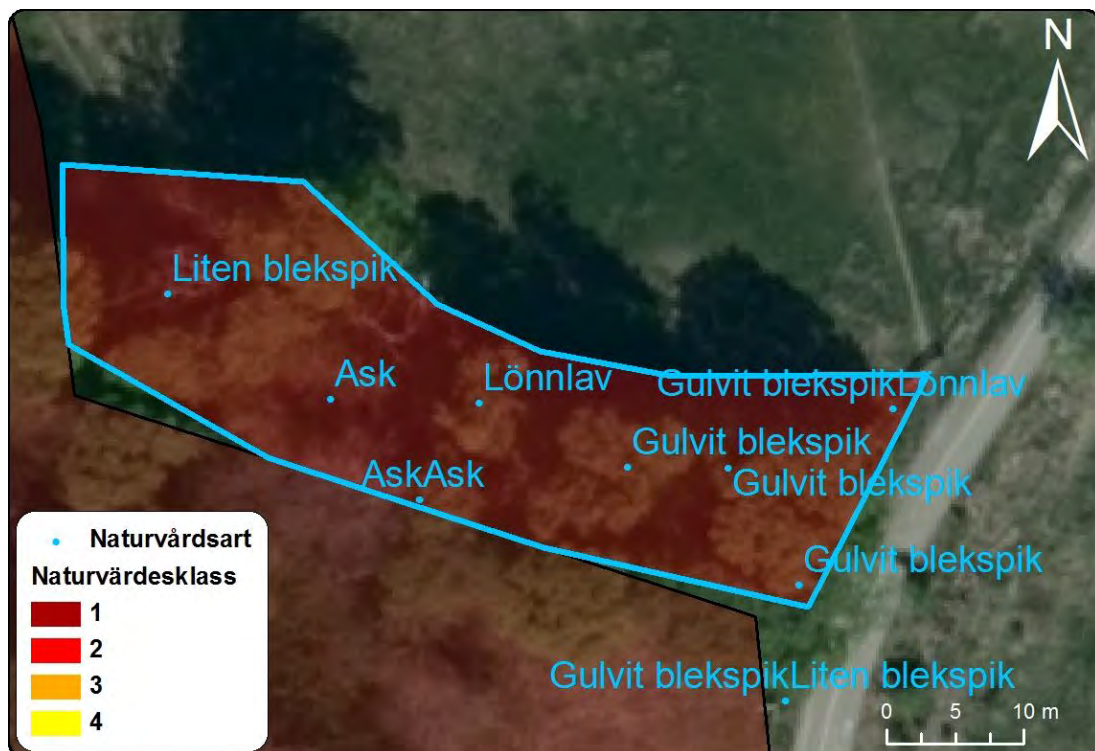 N
Liten blekspik
Ask
Lönnlav
Gulvit blekspikLönnlav
Gulvit blekspik
AskAsk
Gulvit blekspik
Gulvit blekspik
Gulvit blekspikLiten blekspik
Naturvårdsart
Naturvärdesklass
1
2
3
4
0 5 10 m